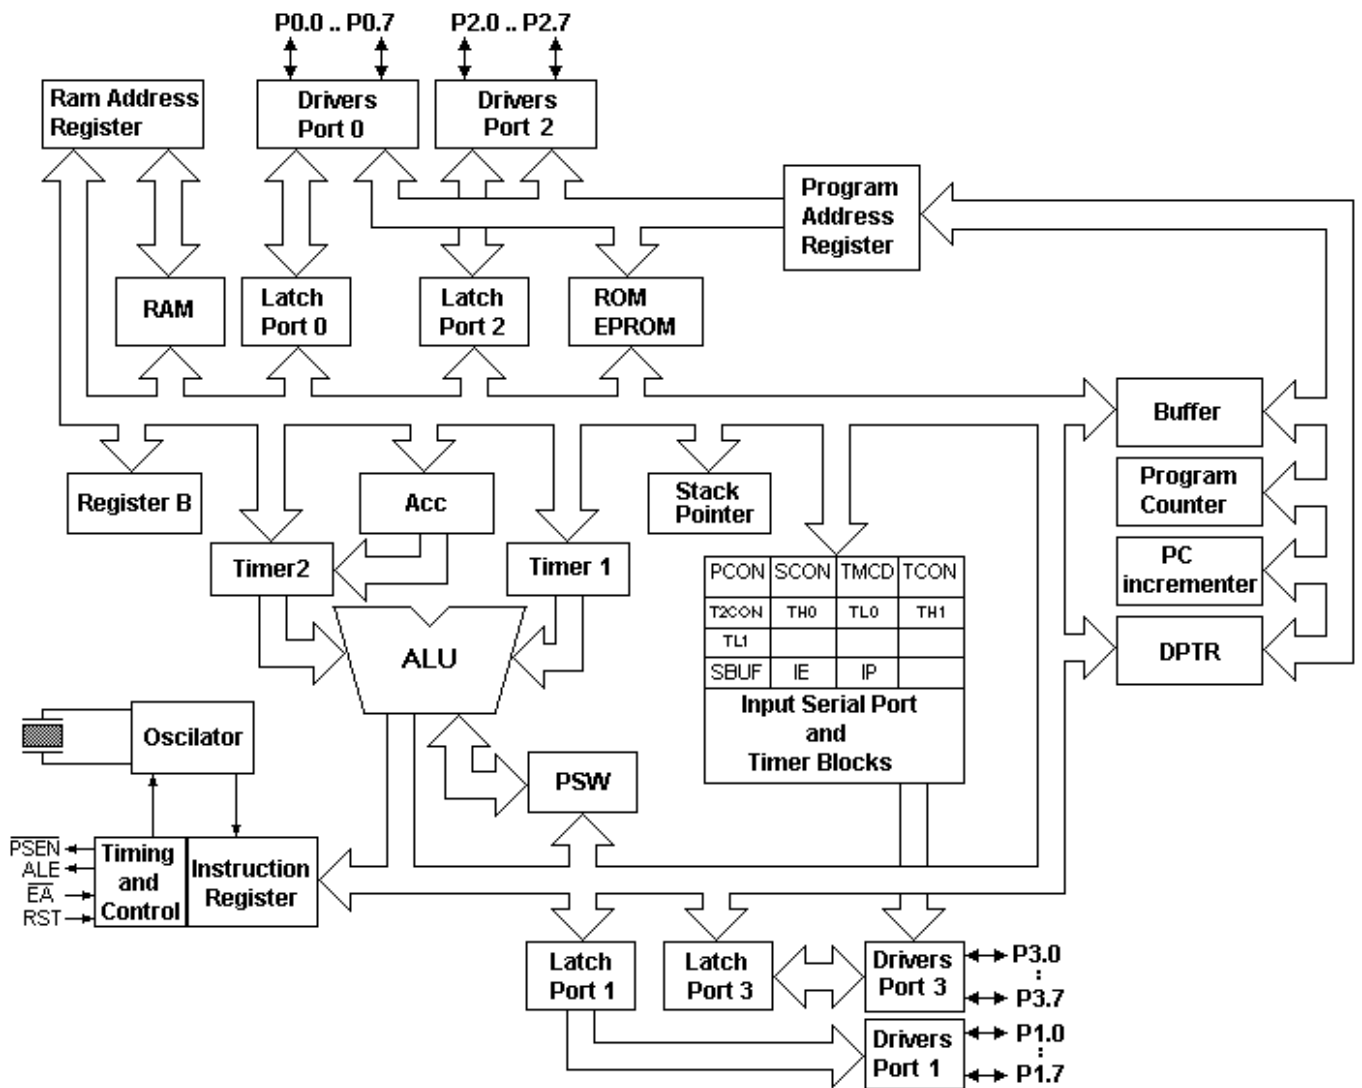 P0.0 .. P0.7
P2.0 .. P2.7
Ram Address
Register
Drivers
Port 0
Drivers
Port 2
Program
Address
Register
RAM
Latch
Port 0
Latch
Port 2
ROM
EPROM
Buffer
Register B
Acc
Stack
Pointer
Program
Counter
Timer2
Timer 1
PC
incrementer
PCON SCON TMCD TCON
T2CON TH0 TL0 TH1
TL1
SBUF IE IP
Input Serial Port
and
Timer Blocks
ALU
DPTR
Oscilator
PSW
PSEN
ALE
EA
RST
Timing
and
Control
Instruction
Register
Latch
Port 1
Latch
Port 3
Drivers
Port 3
P3.0
:
P3.7
Drivers
Port 1
P1.0
:
P1.7